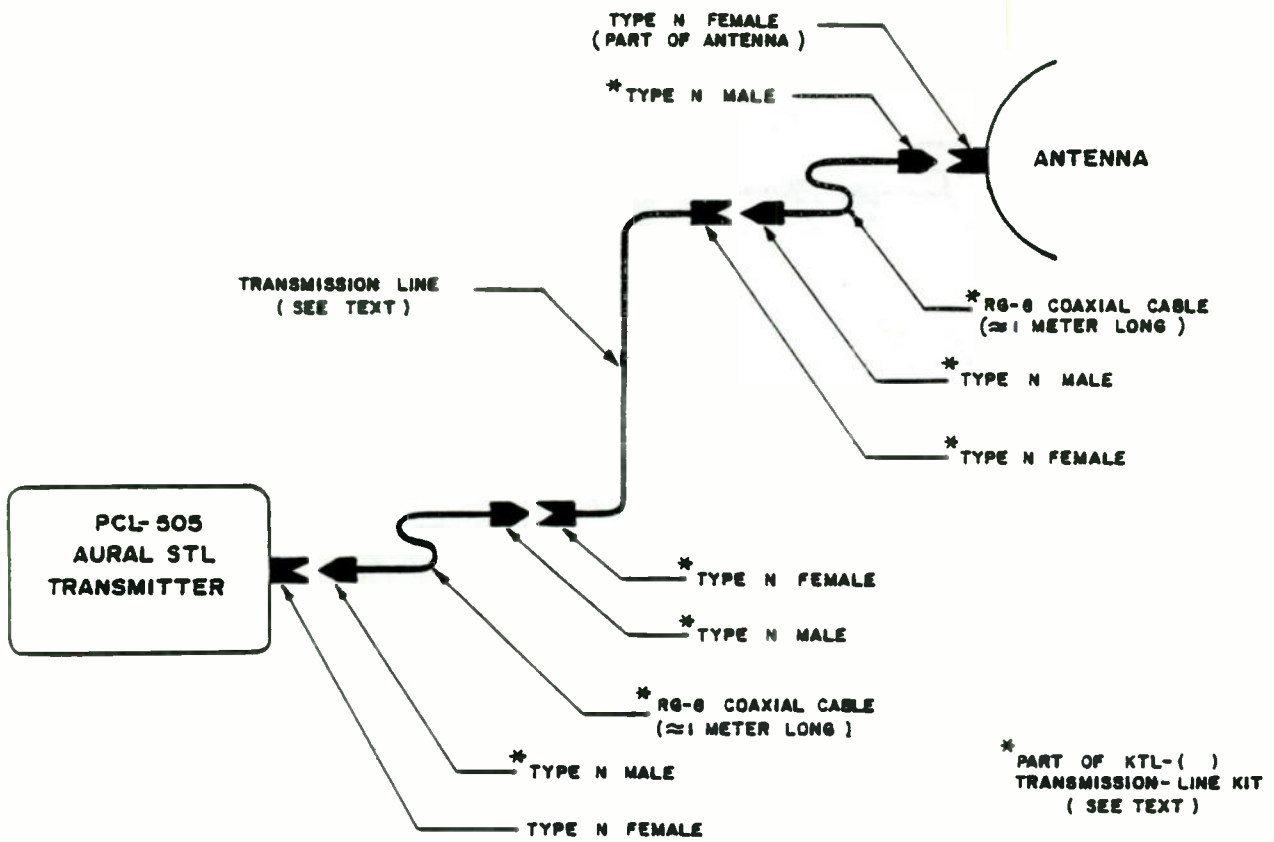 TYPE N FEMALE
(PART OF ANTENNA)
*TYPE N MALE
ANTENNA
TRANSMISSION LINE
(SEE TEXT)
*RG-8 COAXIAL CABLE
(≈1 METER LONG)
*TYPE N MALE
*TYPE N FEMALE
PCL-505
AURAL STL
TRANSMITTER
*TYPE N FEMALE
*TYPE N MALE
*RG-8 COAXIAL CABLE
(≈1 METER LONG)
*TYPE N MALE
TYPE N FEMALE
*PART OF KTL-( )
TRANSMISSION-LINE KIT
(SEE TEXT)